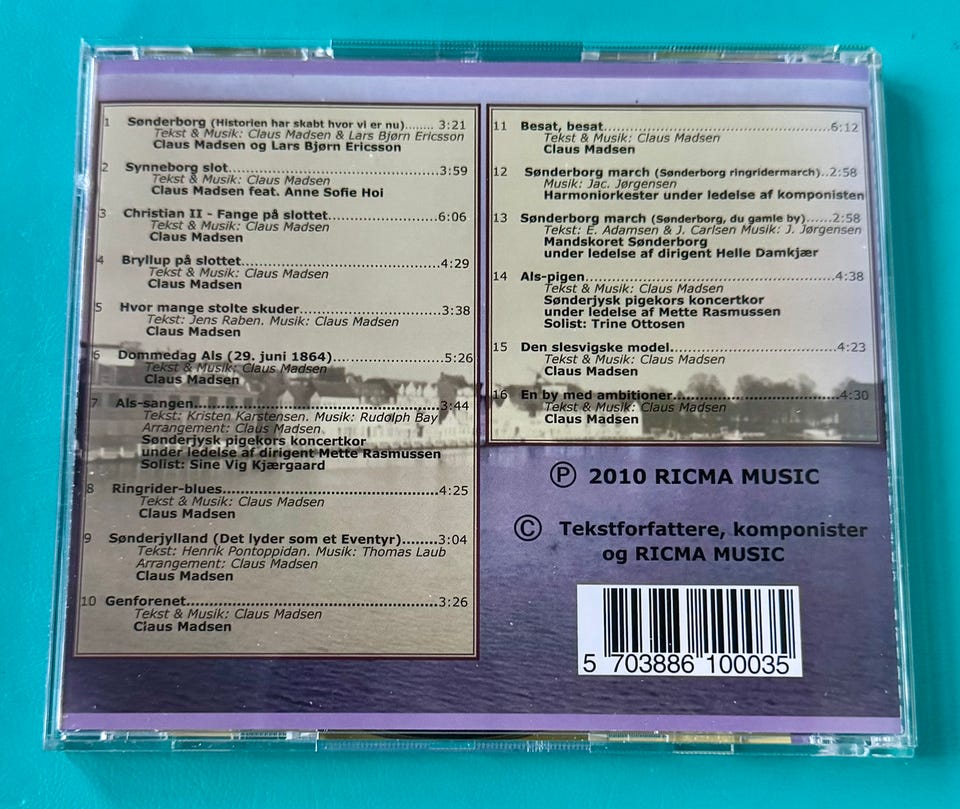 1 Sønderborg (Historien har skabt hvor vi er nu)........ 3:21
Tekst & Musik: Claus Madsen & Lars Bjørn Ericsson
Claus Madsen og Lars Bjørn Ericsson
2 Synneborg slot...........................................3:59
Tekst & Musik: Claus Madsen
Claus Madsen feat. Anne Sofie Hoi
3 Christian II - Fange på slottet.......................6:06
Tekst & Musik: Claus Madsen
Claus Madsen
4 Bryllup på slottet........................................4:29
Tekst & Musik: Claus Madsen
Claus Madsen
5 Hvor mange stolte skuder............................3:38
Tekst: Jens Raben. Musik: Claus Madsen
Claus Madsen
6 Dommedag Als (29. juni 1864)......................5:26
Tekst & Musik: Claus Madsen
Claus Madsen
7 Als-sangen.................................................3:44
Tekst: Kristen Karstensen. Musik: Rudolph Bay
Arrangement: Claus Madsen
Sønderjysk pigekors koncertkor
under ledelse af dirigent Mette Rasmussen
Solist: Sine Vig Kjærgaard
8 Ringrider-blues...........................................4:25
Tekst & Musik: Claus Madsen
Claus Madsen
9 Sønderjylland (Det lyder som et Eventyr).......3:04
Tekst: Henrik Pontoppidan. Musik: Thomas Laub
Arrangement: Claus Madsen
Claus Madsen
10 Genforenet.................................................3:26
Tekst & Musik: Claus Madsen
Claus Madsen
11 Besat, besat..............................................6:12
Tekst & Musik: Claus Madsen
Claus Madsen
12 Sønderborg march (Sønderborg ringridermarch)..2:58
Musik: Jac. Jørgensen
Harmoniorkester under ledelse af komponisten
13 Sønderborg march (Sønderborg, du gamle by)......2:58
Tekst: E. Adamsen & J. Carlsen Musik: J. Jørgensen
Mandskoret Sønderborg
under ledelse af dirigent Helle Damkjær
14 Als-pigen...................................................4:38
Tekst & Musik: Claus Madsen
Sønderjysk pigekors koncertkor
under ledelse af Mette Rasmussen
Solist: Trine Ottosen
15 Den slesvigske model..................................4:23
Tekst & Musik: Claus Madsen
Claus Madsen
16 En by med ambitioner..................................4:30
Tekst & Musik: Claus Madsen
Claus Madsen
Ⓟ 2010 RICMA MUSIC
© Tekstforfattere, komponister
og RICMA MUSIC
5 703886 100035